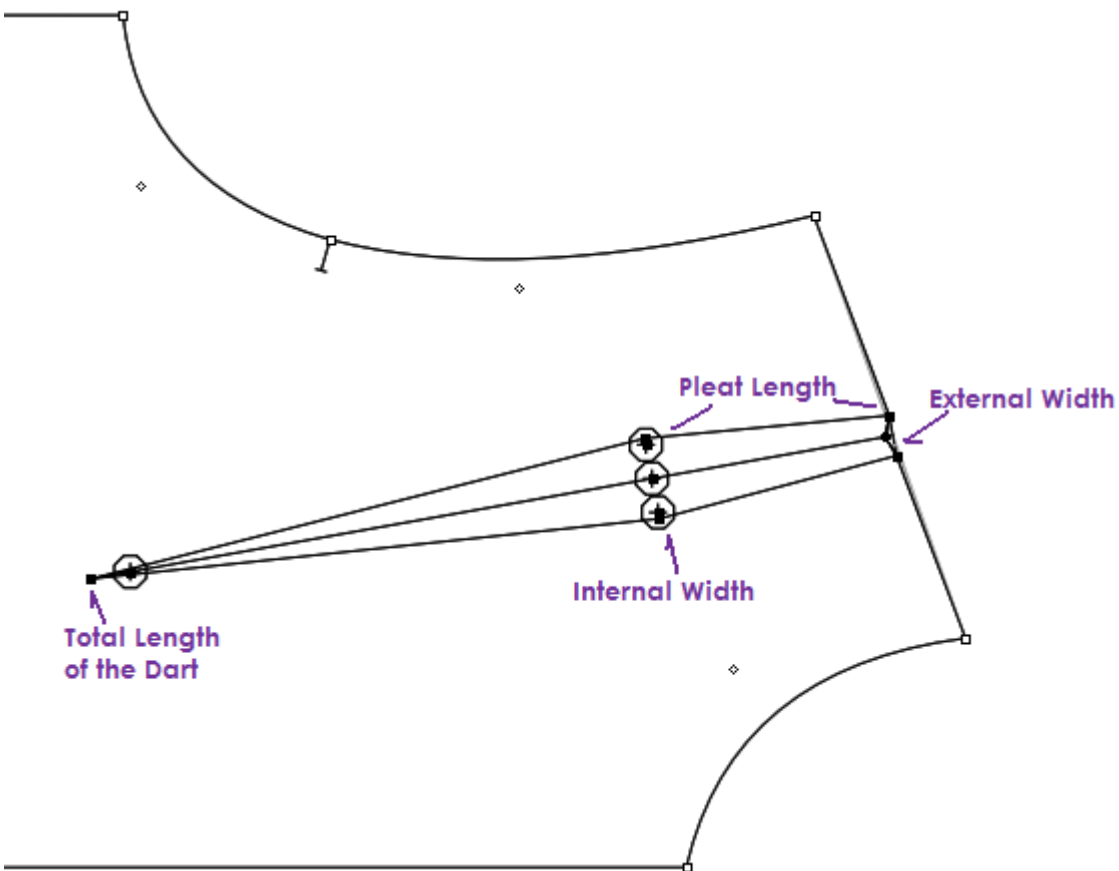 Pleat Length
External Width
Internal Width
Total Length
of the Dart